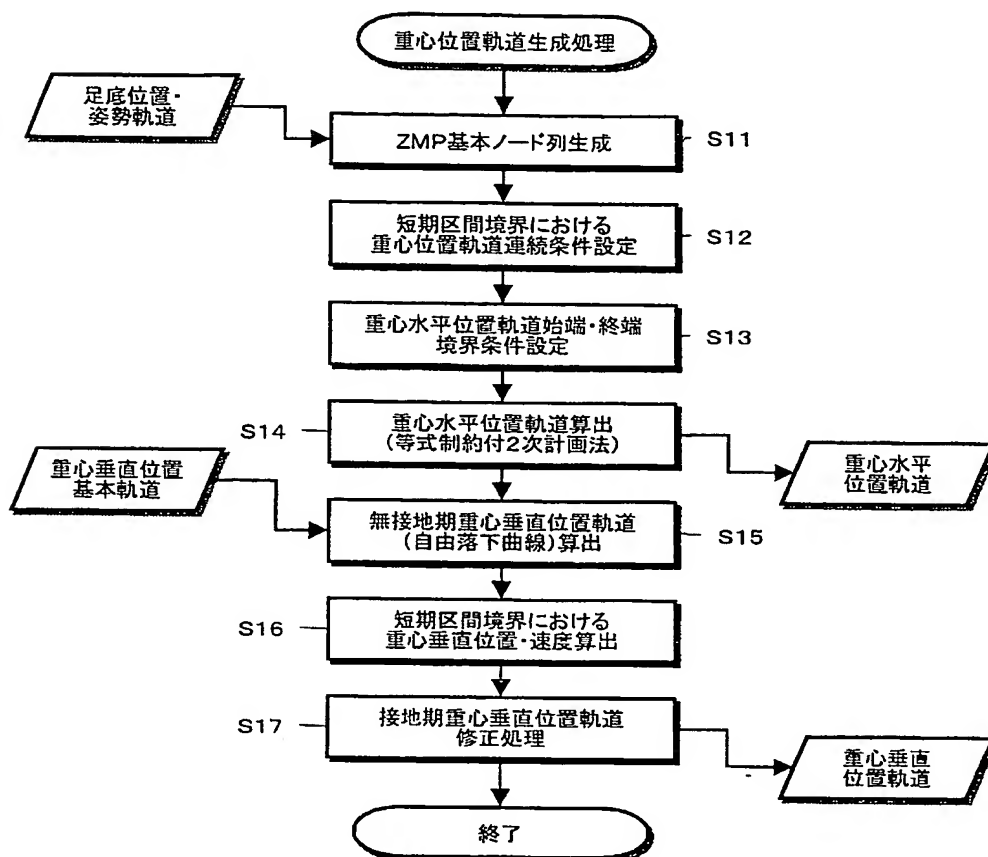 重心位置軌道生成処理
足底位置・
姿勢軌道
ZMP基本ノード列生成
S11
短期区間境界における
重心位置軌道連続条件設定
S12
重心水平位置軌道始端・終端
境界条件設定
S13
S14
重心水平位置軌道算出
(等式制約付2次計画法)
重心水平
位置軌道
重心垂直位置
基本軌道
無接地期重心垂直位置軌道
(自由落下曲線)算出
S15
S16
短期区間境界における
重心垂直位置・速度算出
S17
接地期重心垂直位置軌道
修正処理
重心垂直
位置軌道
終了